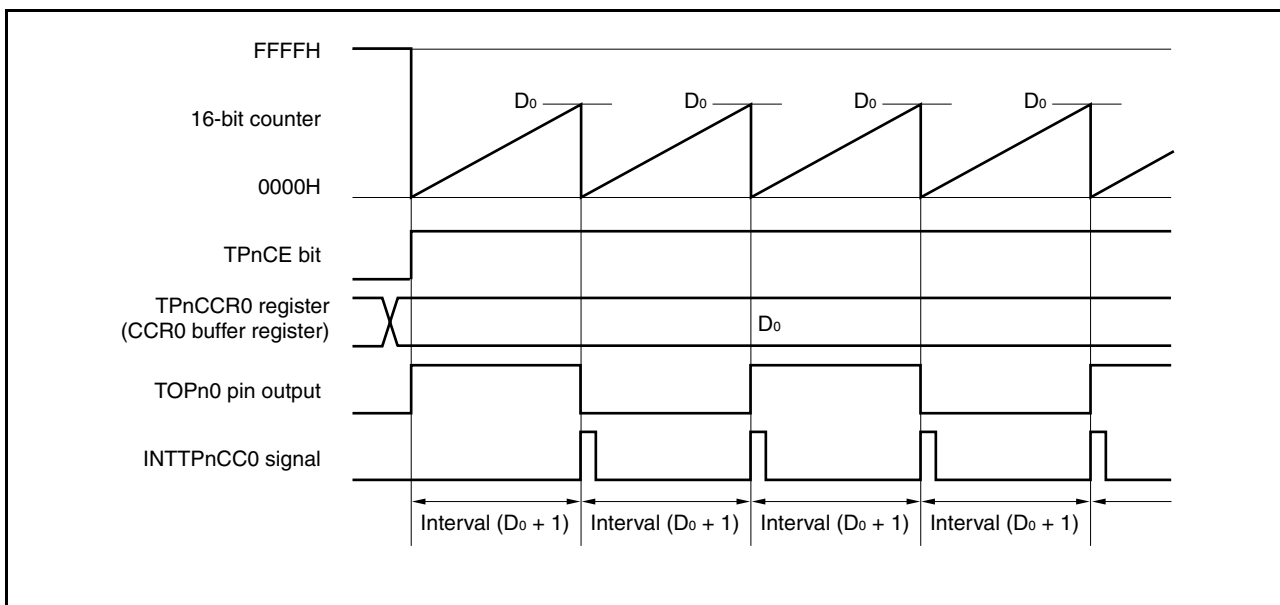 FFFFH
D₀ D₀ D₀ D₀
16-bit counter
0000H
TPnCE bit
TPnCCR0 register
(CCR0 buffer register)
D₀
TOPn0 pin output
INTTPnCC0 signal
Interval (D₀ + 1) Interval (D₀ + 1) Interval (D₀ + 1) Interval (D₀ + 1)